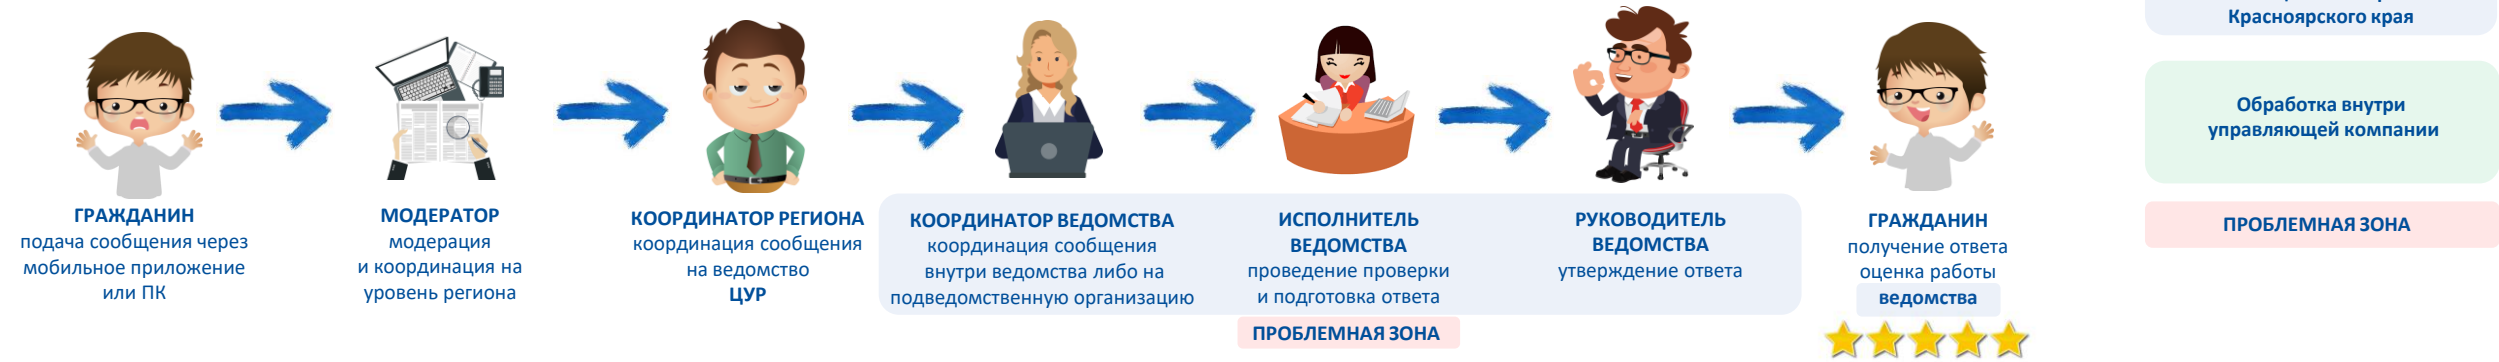 ГРАЖДАНИН
подача сообщения через
мобильное приложение
или ПК
МОДЕРАТОР
модерация
и координация на
уровень региона
КООРДИНАТОР РЕГИОНА
координация сообщения
на ведомство
ЦУР
КООРДИНАТОР ВЕДОМСТВА
координация сообщения
внутри ведомства либо на
подведомственную организацию
ИСПОЛНИТЕЛЬ
ВЕДОМСТВА
проведение проверки
и подготовка ответа
ПРОБЛЕМНАЯ ЗОНА
РУКОВОДИТЕЛЬ
ВЕДОМСТВА
утверждение ответа
ГРАЖДАНИН
получение ответа
оценка работы
ведомства
Красноярского края
Обработка внутри
управляющей компании
ПРОБЛЕМНАЯ ЗОНА